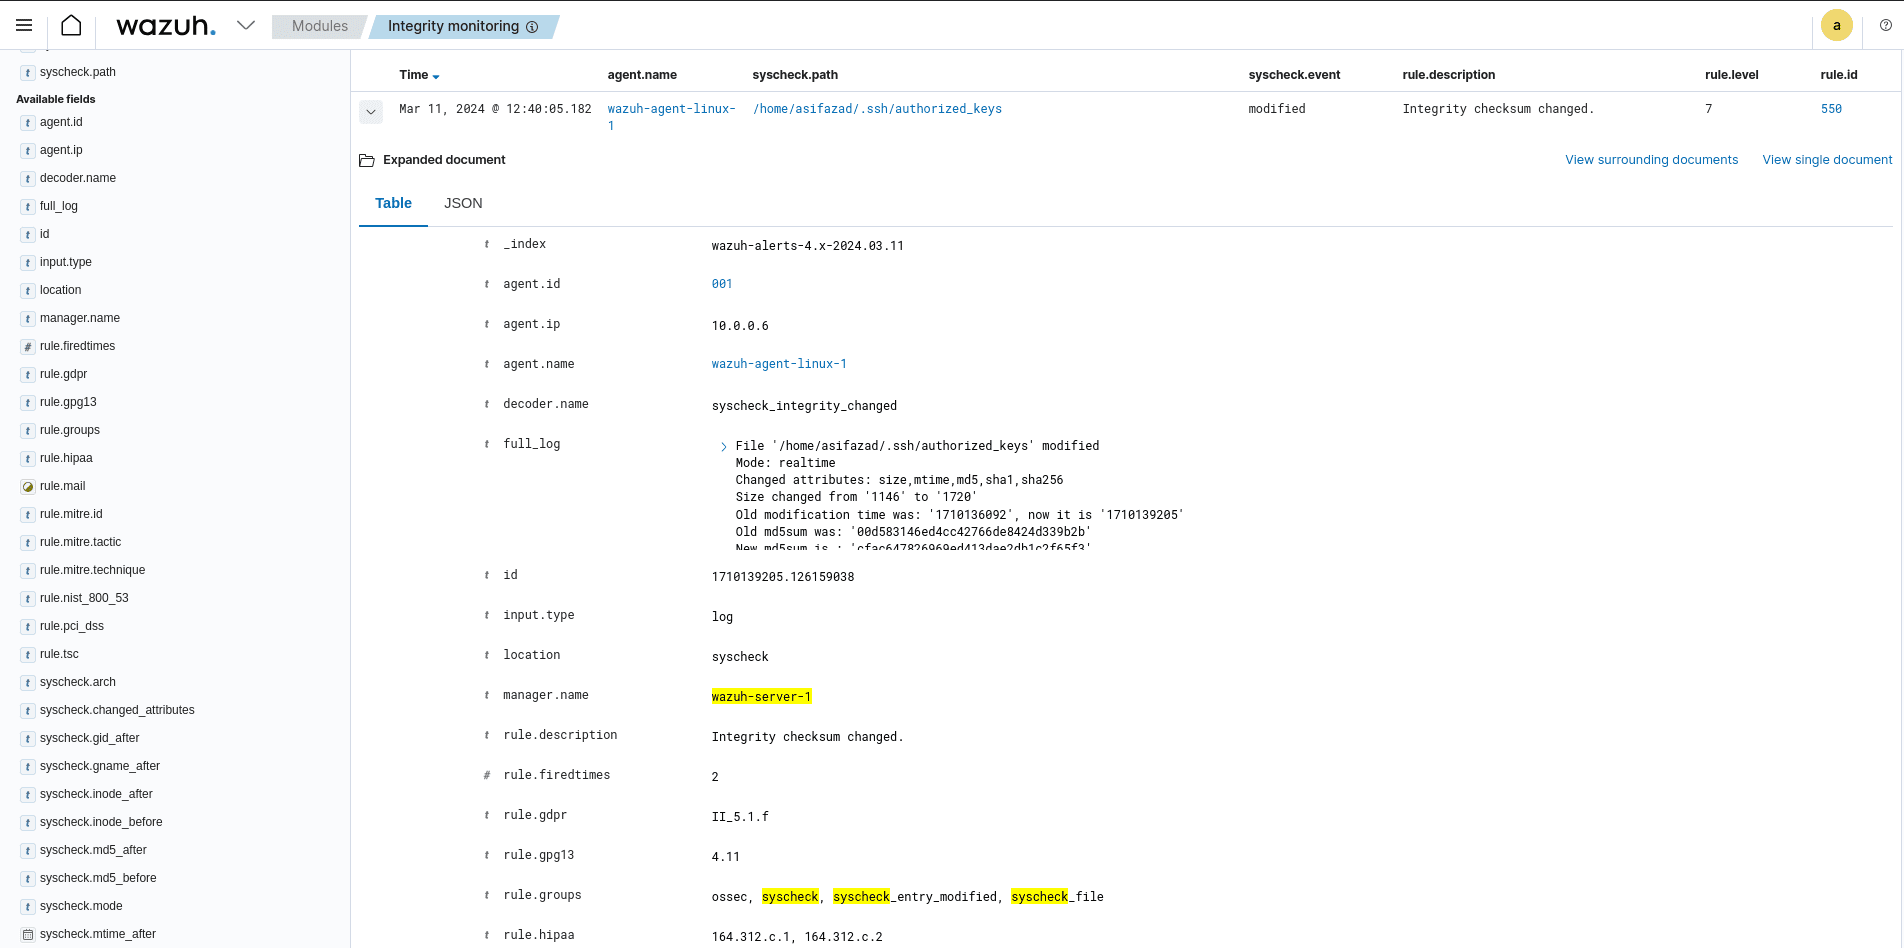 wazuh.
Modules
Integrity monitoring
a
syscheck.path
Available fields
agent.id
agent.ip
decoder.name
full_log
id
input.type
location
manager.name
rule.firedtimes
rule.gdpr
rule.gpg13
rule.groups
rule.hipaa
rule.mail
rule.mitre.id
rule.mitre.tactic
rule.mitre.technique
rule.nist_800_53
rule.pci_dss
rule.tsc
syscheck.arch
syscheck.changed_attributes
syscheck.gid_after
syscheck.gname_after
syscheck.inode_after
syscheck.inode_before
syscheck.md5_after
syscheck.md5_before
syscheck.mode
syscheck.mtime_after
Time agent.name syscheck.path syscheck.event rule.description rule.level rule.id
Mar 11, 2024 @ 12:40:05.182 wazuh-agent-linux- /home/asifazad/.ssh/authorized_keys modified Integrity checksum changed. 7 550
1
Expanded document View surrounding documents View single document
Table JSON
t _index wazuh-alerts-4.x-2024.03.11
t agent.id 001
t agent.ip 10.0.0.6
t agent.name wazuh-agent-linux-1
t decoder.name syscheck_integrity_changed
t full_log File '/home/asifazad/.ssh/authorized_keys' modified
Mode: realtime
Changed attributes: size,mtime,md5,sha1,sha256
Size changed from '1146' to '1720'
Old modification time was: '1710136092', now it is '1710139205'
Old md5sum was: '00d583146ed4cc42766de8424d339b2b'
New md5sum is : 'cfac647826969ed413dae2db1c2f65f3'
t id 1710139205.126159038
t input.type log
t location syscheck
t manager.name wazuh-server-1
t rule.description Integrity checksum changed.
# rule.firedtimes 2
t rule.gdpr II_5.1.f
t rule.gpg13 4.11
t rule.groups ossec, syscheck, syscheck_entry_modified, syscheck_file
t rule.hipaa 164.312.c.1, 164.312.c.2